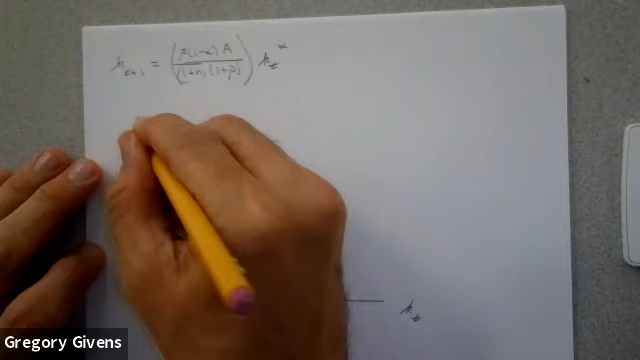 k_{t+1} = ( β(1-α) A / (1+n)(1+β) ) k_t^α
k_t
Gregory Givens